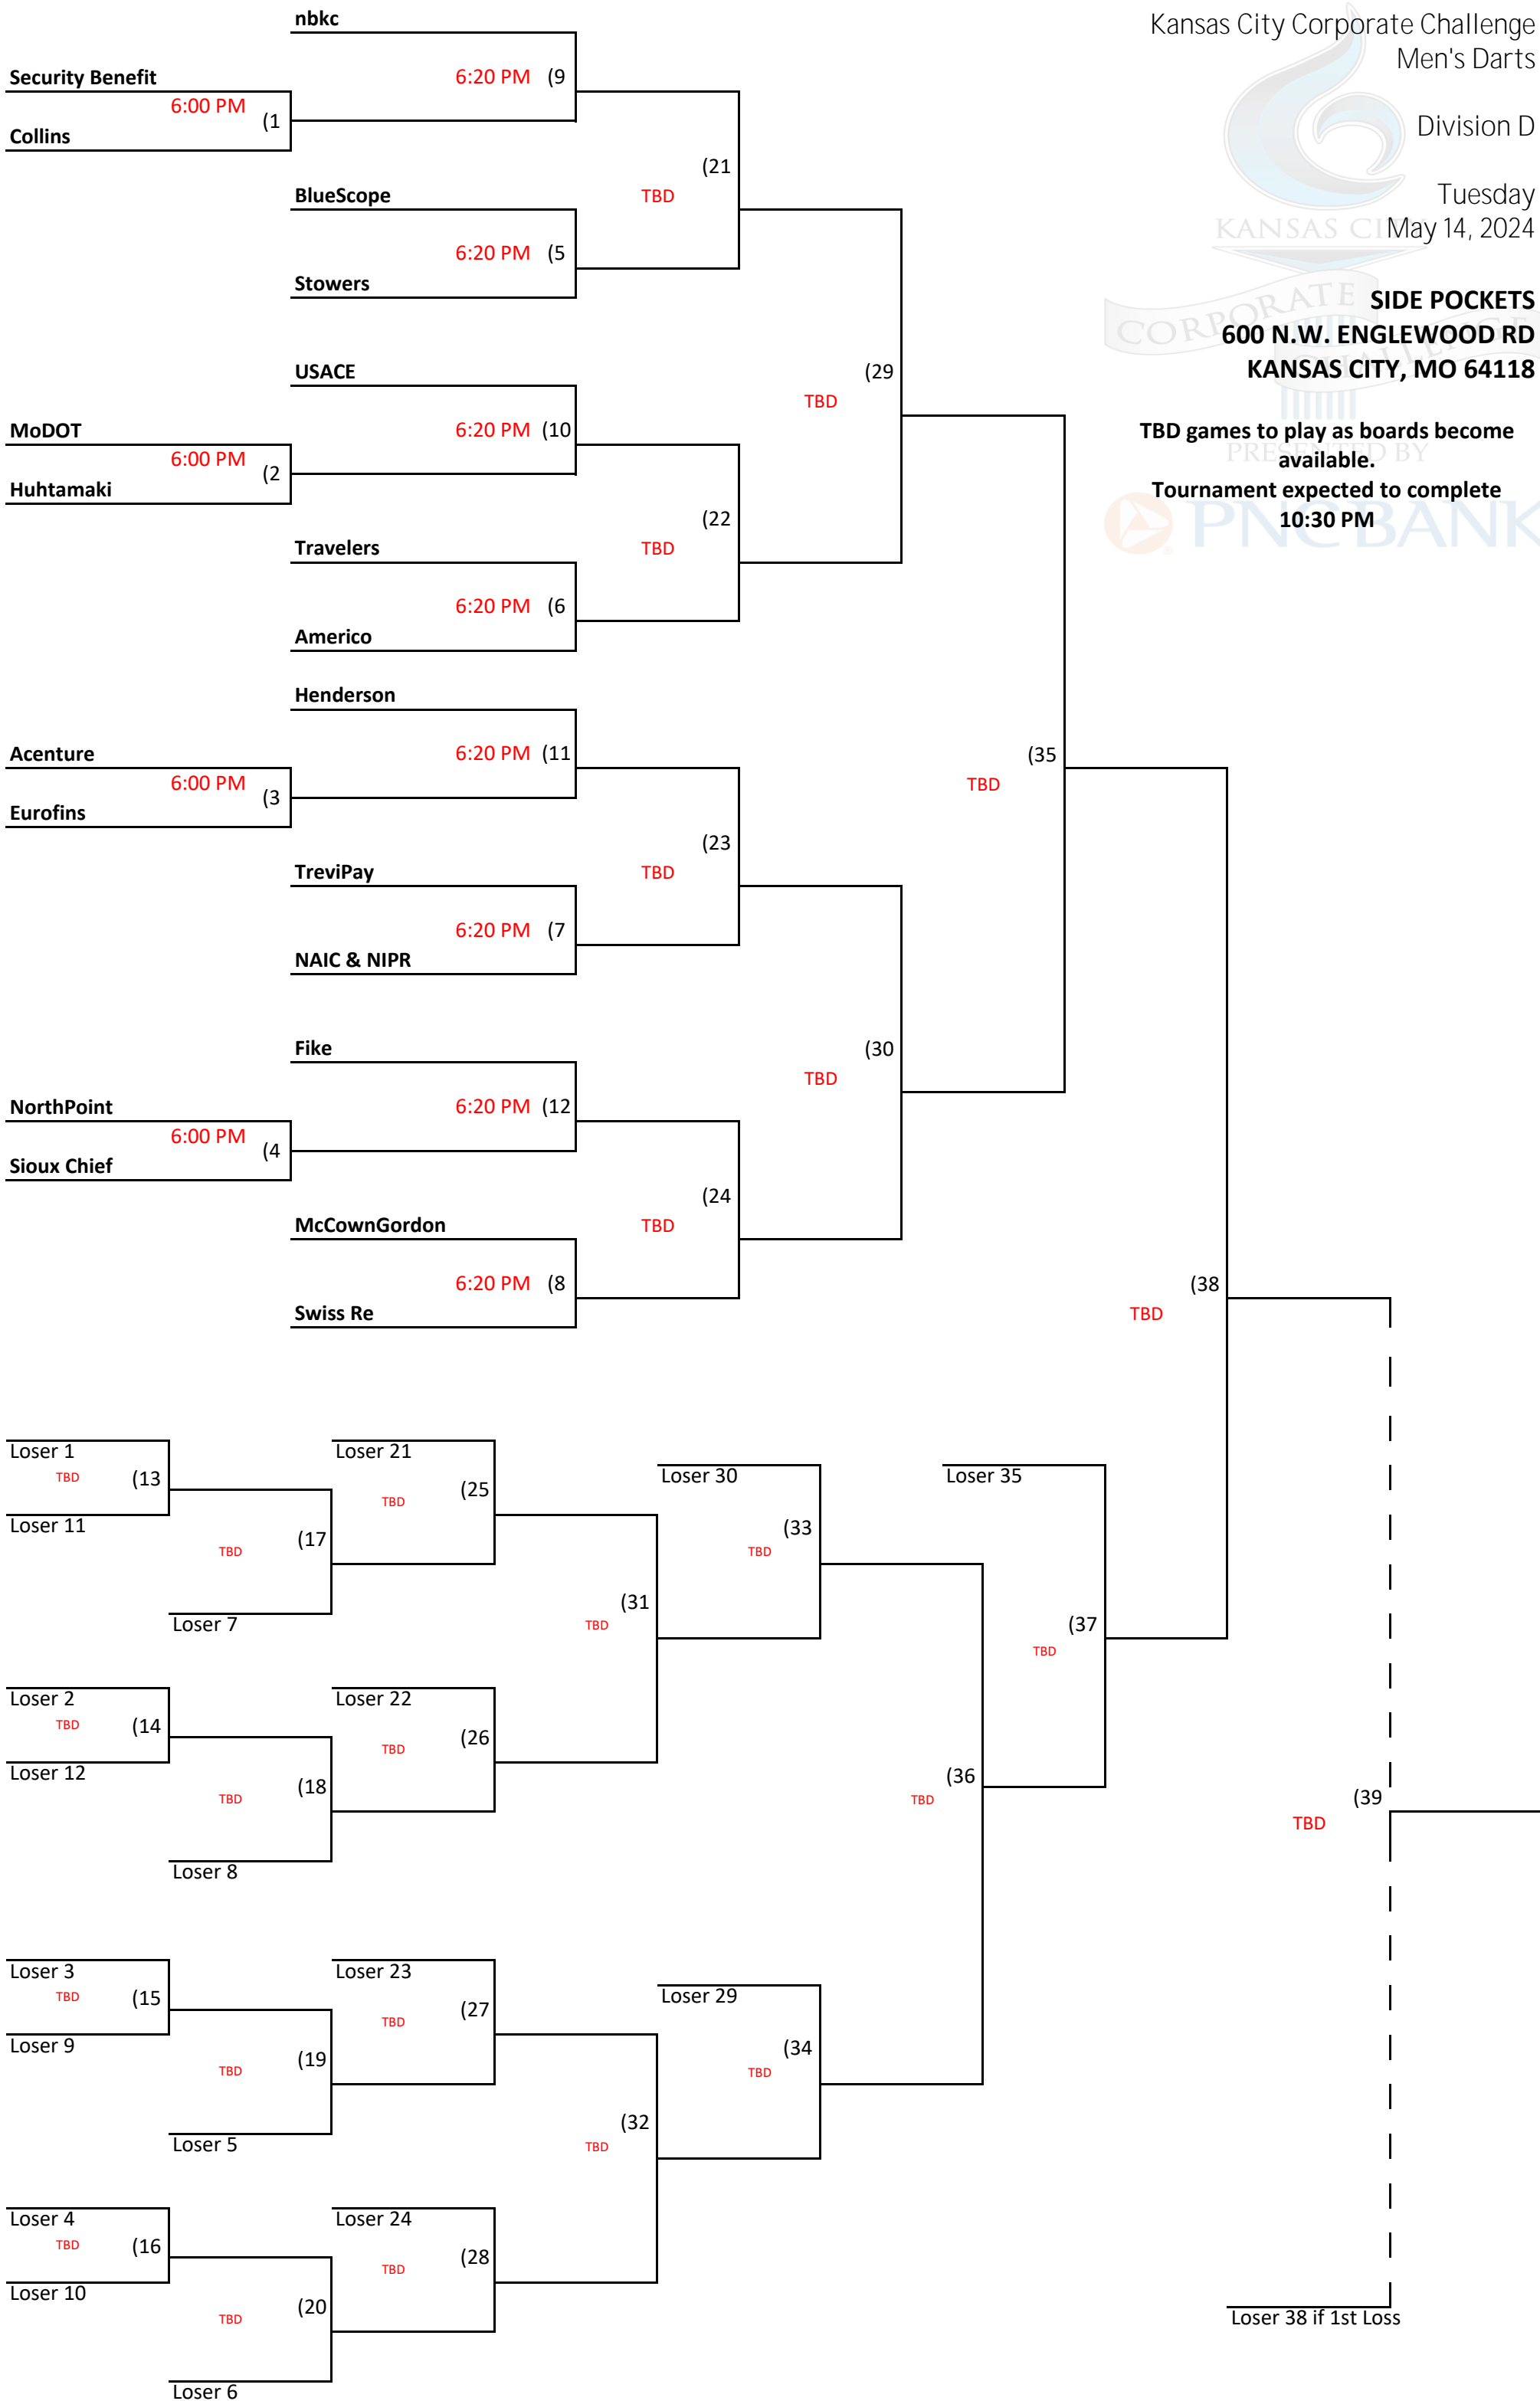 nbkc
Kansas City Corporate Challenge
Men's Darts
Security Benefit
6:20 PM (9
6:00 PM (1
Collins
Division D
(21
BlueScope
TBD
Tuesday
May 14, 2024
KANSAS CITY
6:20 PM (5
Stowers
CORPORATE
CHALLENGE
SIDE POCKETS
600 N.W. ENGLEWOOD RD
KANSAS CITY, MO 64118
USACE
(29
TBD
MoDOT
6:20 PM (10
6:00 PM (2
Huhtamaki
TBD games to play as boards become
available.
PRESENTED BY
Tournament expected to complete
10:30 PM
PNC BANK
(22
Travelers
TBD
6:20 PM (6
Americo
Henderson
Acenture
6:20 PM (11
(35
6:00 PM (3
TBD
Eurofins
(23
TreviPay
TBD
6:20 PM (7
NAIC & NIPR
Fike
(30
TBD
NorthPoint
6:20 PM (12
6:00 PM (4
Sioux Chief
(24
McCownGordon
TBD
6:20 PM (8
(38
Swiss Re
TBD
Loser 1
TBD (13
Loser 11
Loser 21
TBD (25
Loser 30
Loser 35
(17
TBD
(33
TBD
Loser 7
(31
TBD
(37
TBD
Loser 2
TBD (14
Loser 12
Loser 22
TBD (26
(18
TBD
(36
TBD
(39
TBD
Loser 8
Loser 3
TBD (15
Loser 9
Loser 23
TBD (27
Loser 29
(19
TBD
(34
TBD
Loser 5
(32
TBD
Loser 4
TBD (16
Loser 10
Loser 24
TBD (28
(20
TBD
Loser 38 if 1st Loss
Loser 6